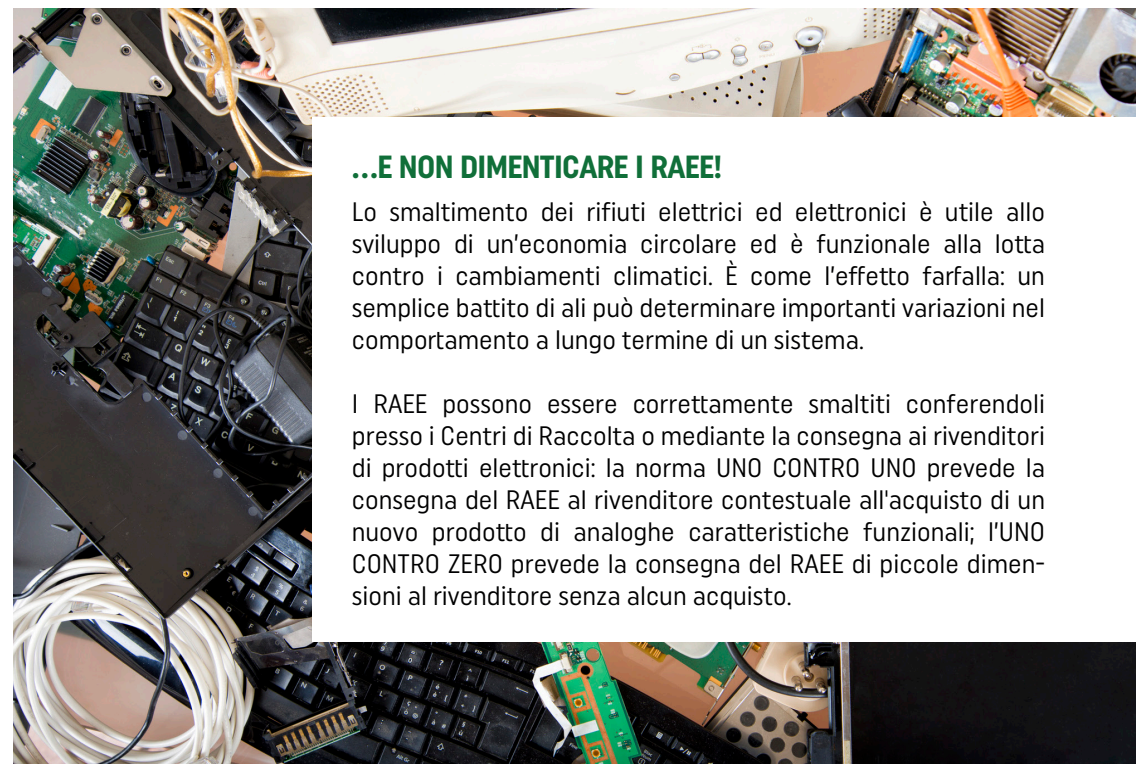 ...E NON DIMENTICARE I RAEE!
Lo smaltimento dei rifiuti elettrici ed elettronici è utile allo
sviluppo di un'economia circolare ed è funzionale alla lotta
contro i cambiamenti climatici. È come l'effetto farfalla: un
semplice battito di ali può determinare importanti variazioni nel
comportamento a lungo termine di un sistema.
I RAEE possono essere correttamente smaltiti conferendoli
presso i Centri di Raccolta o mediante la consegna ai rivenditori
di prodotti elettronici: la norma UNO CONTRO UNO prevede la
consegna del RAEE al rivenditore contestuale all'acquisto di un
nuovo prodotto di analoghe caratteristiche funzionali; l'UNO
CONTRO ZERO prevede la consegna del RAEE di piccole dimen-
sioni al rivenditore senza alcun acquisto.